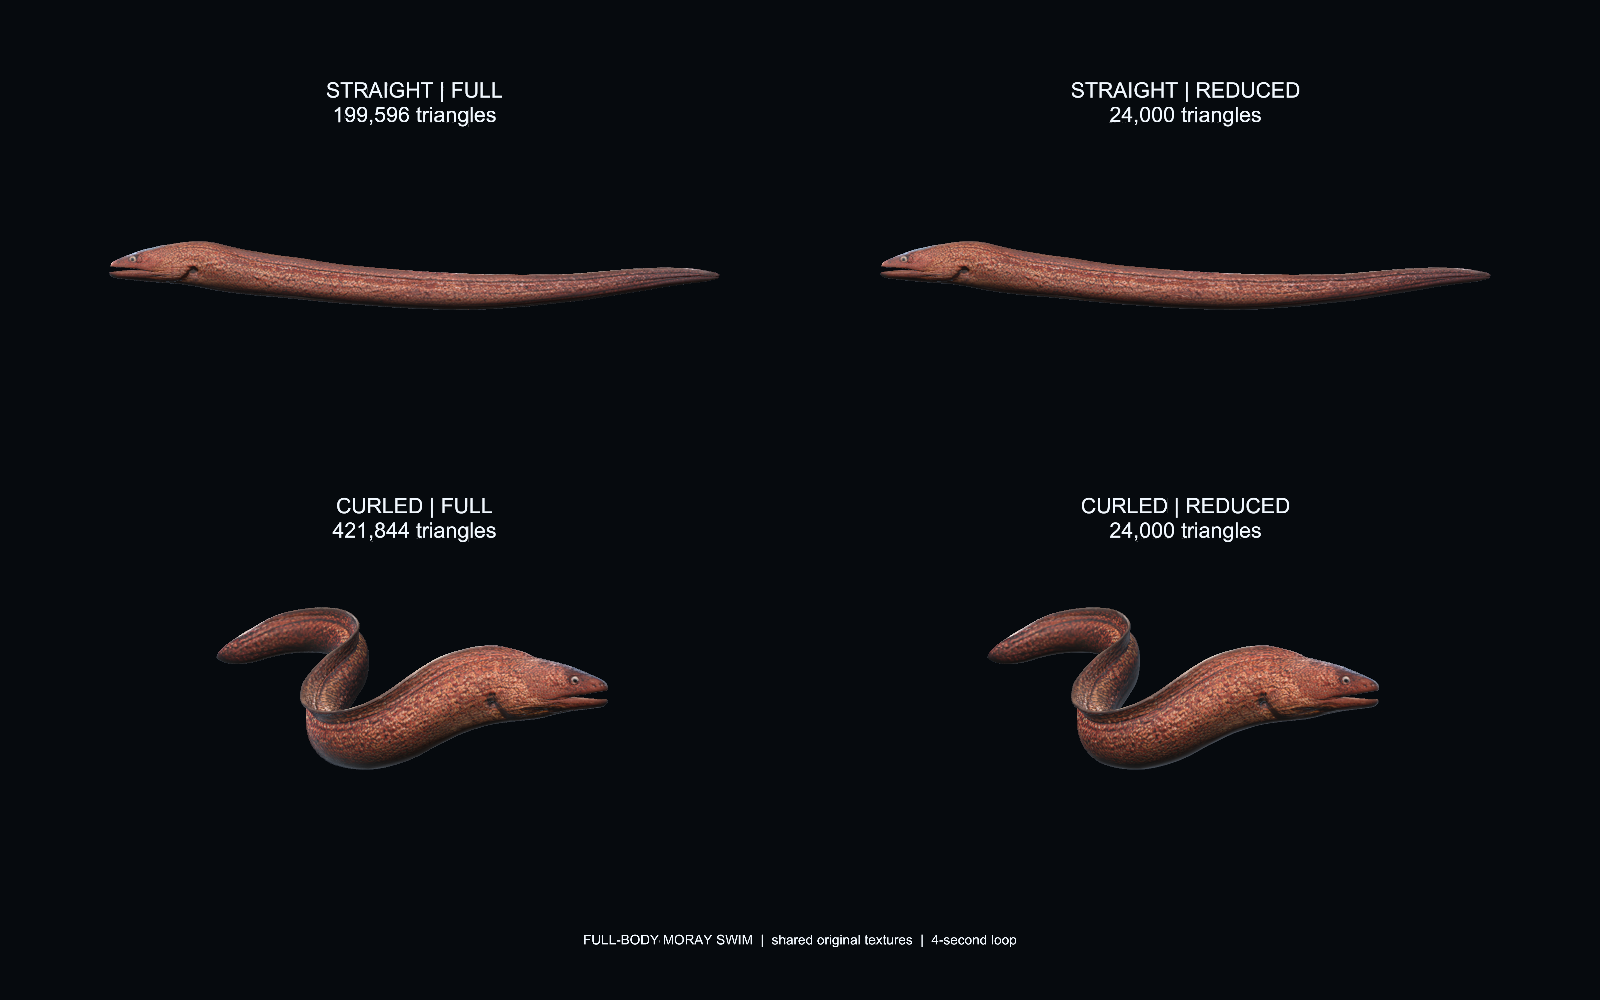 STRAIGHT | FULL
199,596 triangles
STRAIGHT | REDUCED
24,000 triangles
CURLED | FULL
421,844 triangles
CURLED | REDUCED
24,000 triangles
FULL-BODY MORAY SWIM | shared original textures | 4-second loop